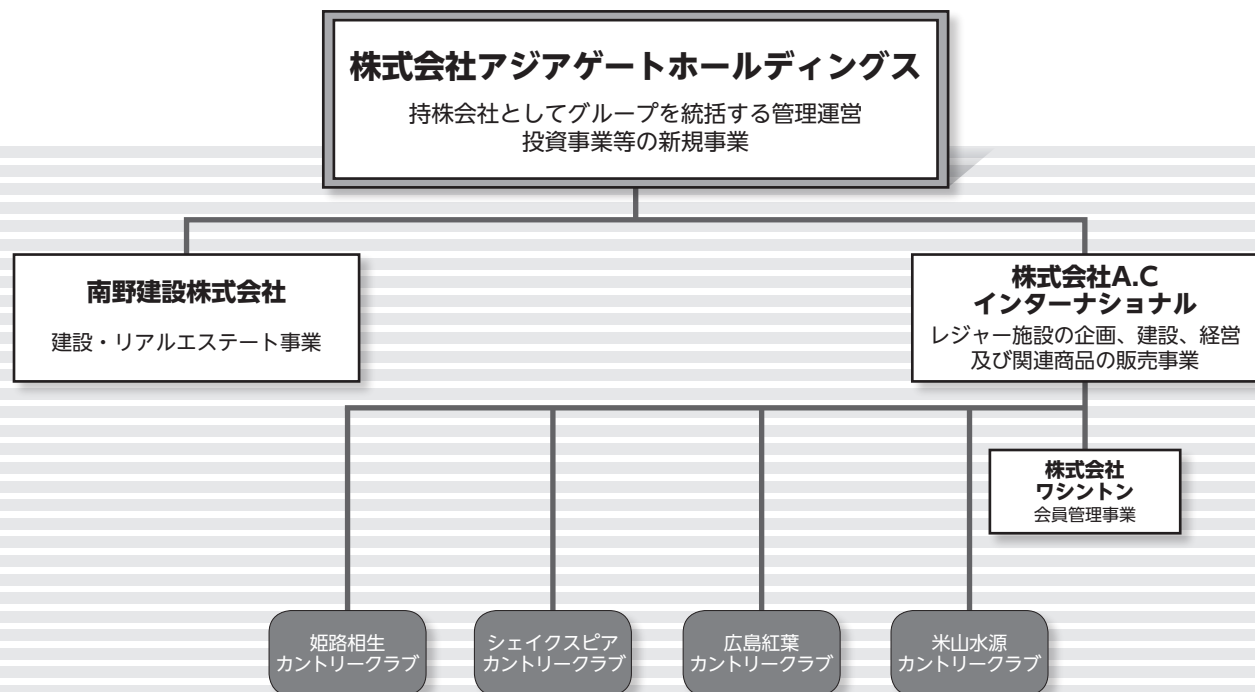 株式会社アジアゲートホールディングス
持株会社としてグループを統括する管理運営
投資事業等の新規事業
南野建設株式会社
建設・リアルエステート事業
株式会社A.C
インターナショナル
レジャー施設の企画、建設、経営
及び関連商品の販売事業
株式会社
ワシントン
会員管理事業
姫路相生
カントリークラブ
シェイクスピア
カントリークラブ
広島紅葉
カントリークラブ
米山水源
カントリークラブ